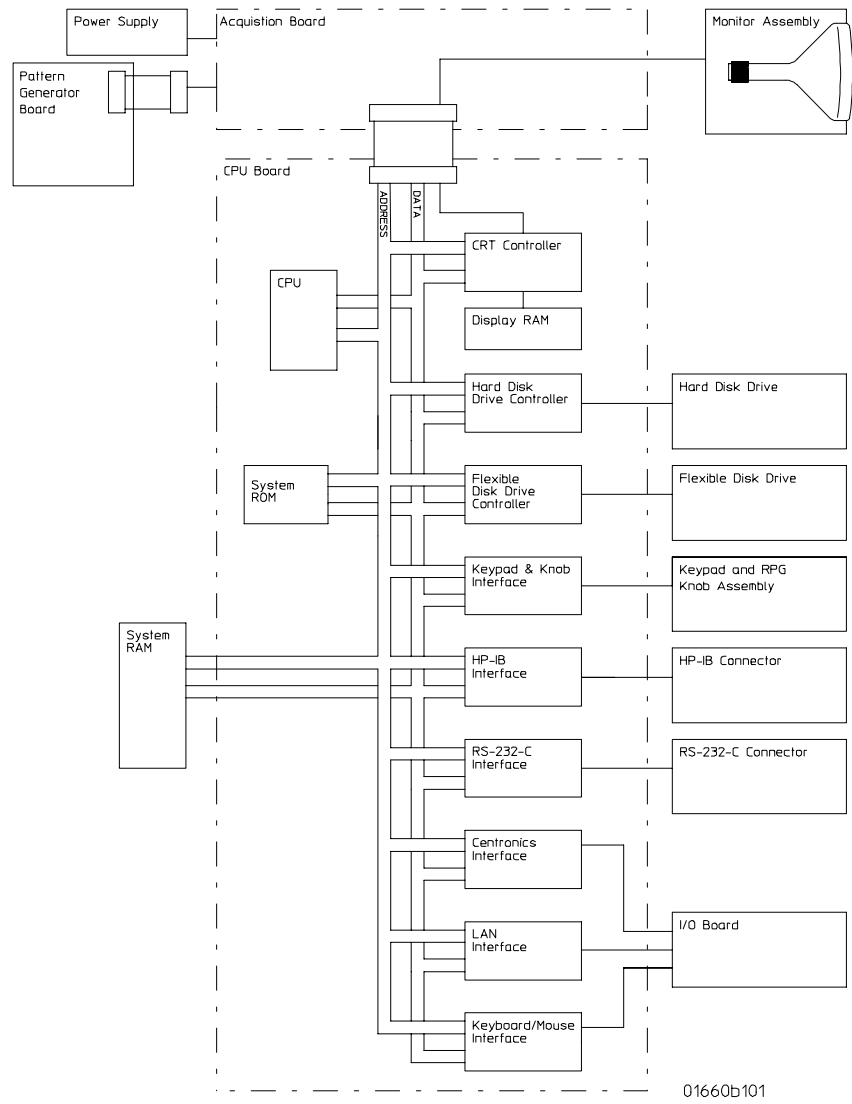 Power Supply
Acquistion Board
Monitor Assembly
Pattern
Generator
Board
CPU Board
ADDRESS
DATA
CRT Controller
CPU
Display RAM
Hard Disk
Drive Controller
Hard Disk Drive
System
ROM
Flexible
Disk Drive
Controller
Flexible Disk Drive
Keypad & Knob
Interface
Keypad and RPG
Knob Assembly
System
RAM
HP-IB
Interface
HP-IB Connector
RS-232-C
Interface
RS-232-C Connector
Centronics
Interface
I/O Board
LAN
Interface
Keyboard/Mouse
Interface
01660b101